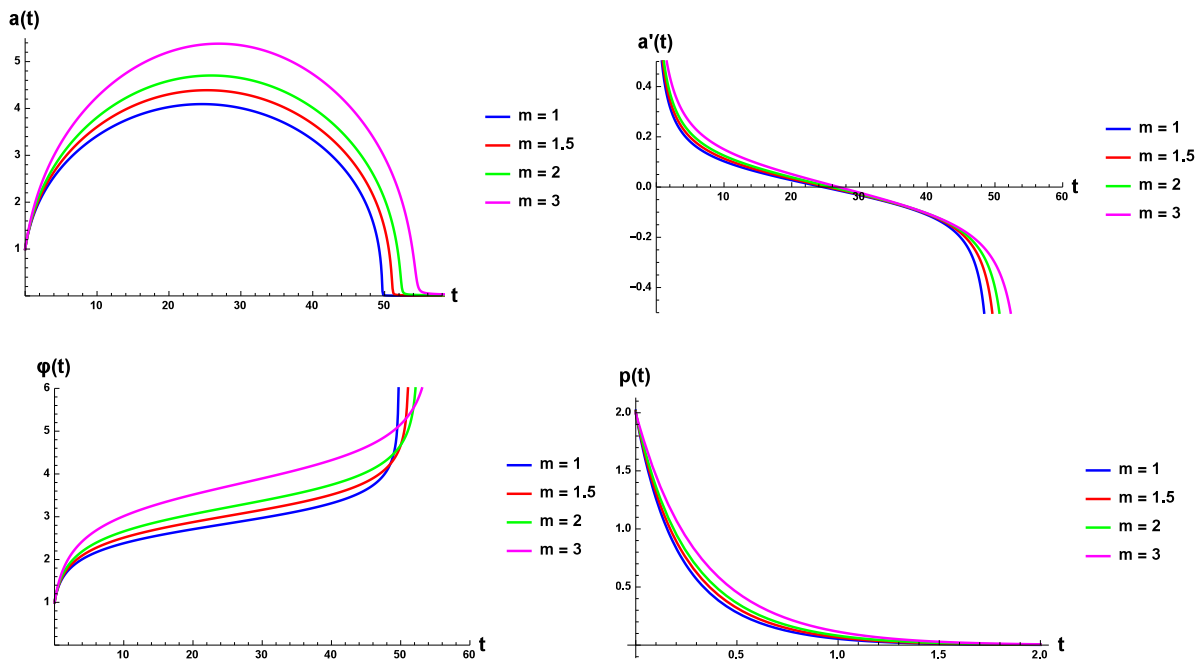 a(t)
5
4
3
2
1
10
20
30
40
50
t
m = 1
m = 1.5
m = 2
m = 3
a'(t)
0.4
0.2
0.0
-0.2
-0.4
10
20
30
40
50
60
t
m = 1
m = 1.5
m = 2
m = 3
φ(t)
6
5
4
3
2
1
10
20
30
40
50
60
t
m = 1
m = 1.5
m = 2
m = 3
p(t)
2.0
1.5
1.0
0.5
0.5
1.0
1.5
2.0
t
m = 1
m = 1.5
m = 2
m = 3